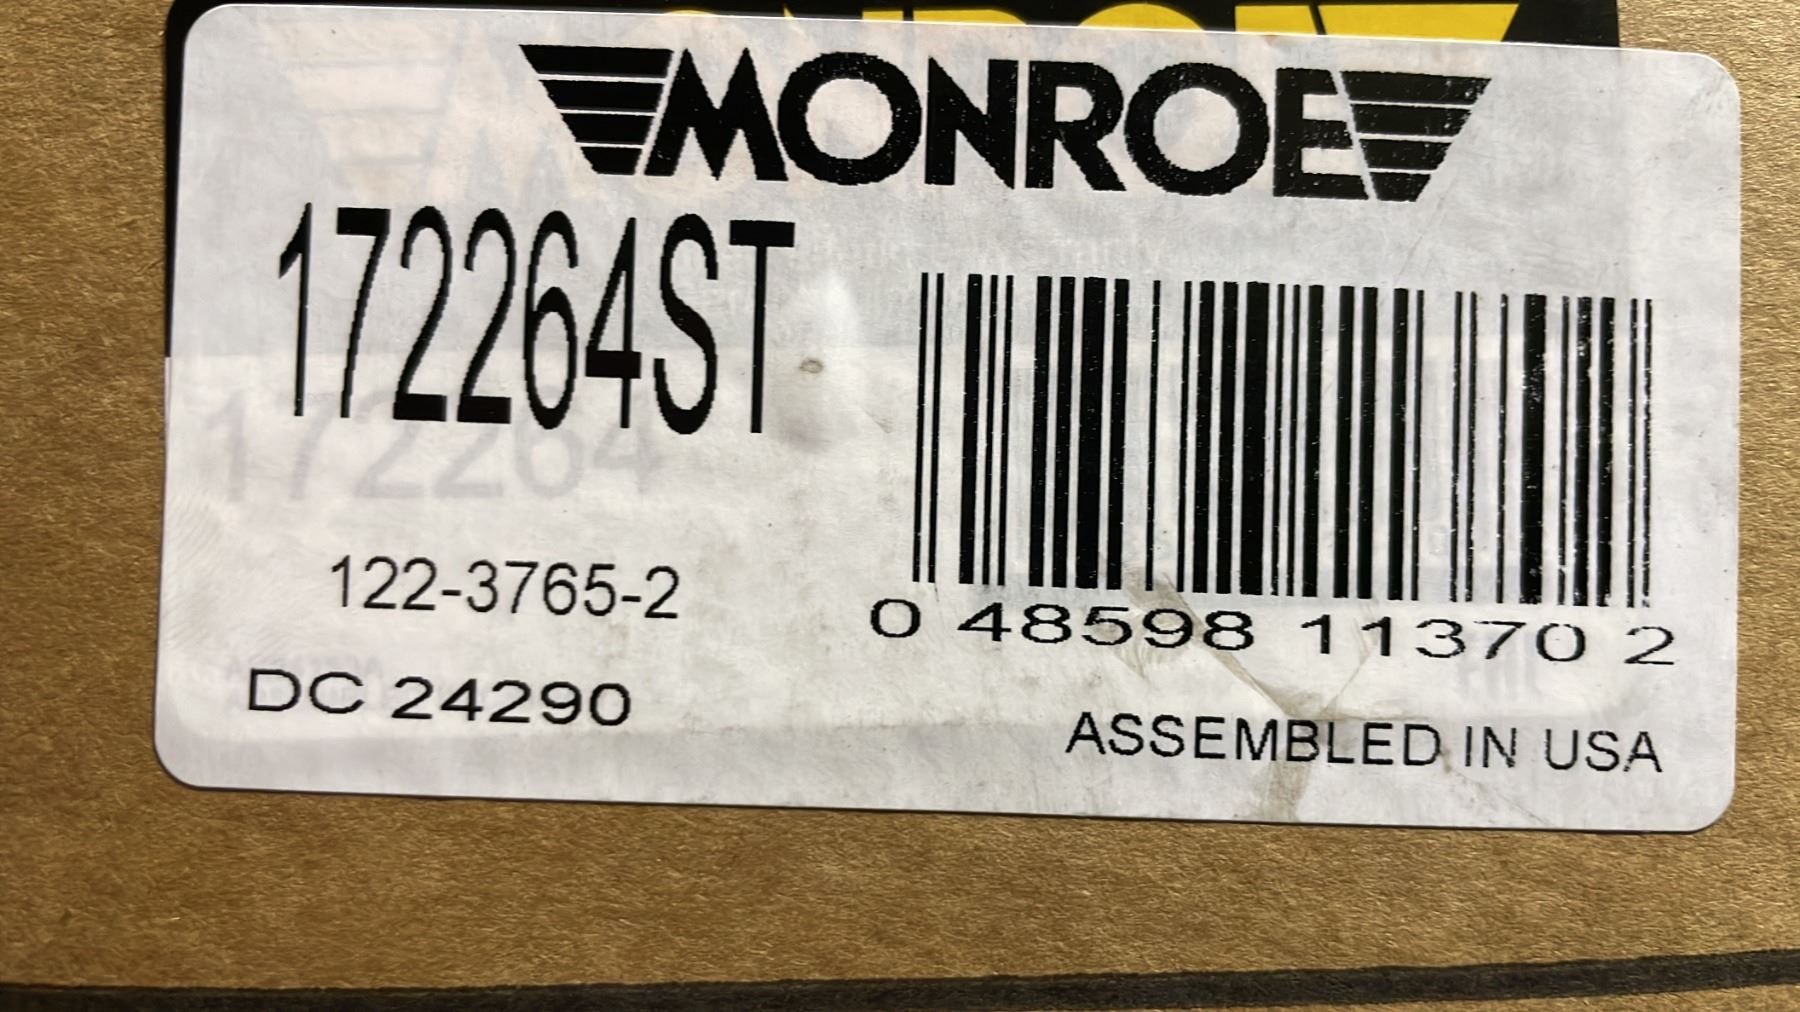 MONROE
172264ST
172264
122-3765-2
0 48598 11370 2
DC 24290
ASSEMBLED IN USA